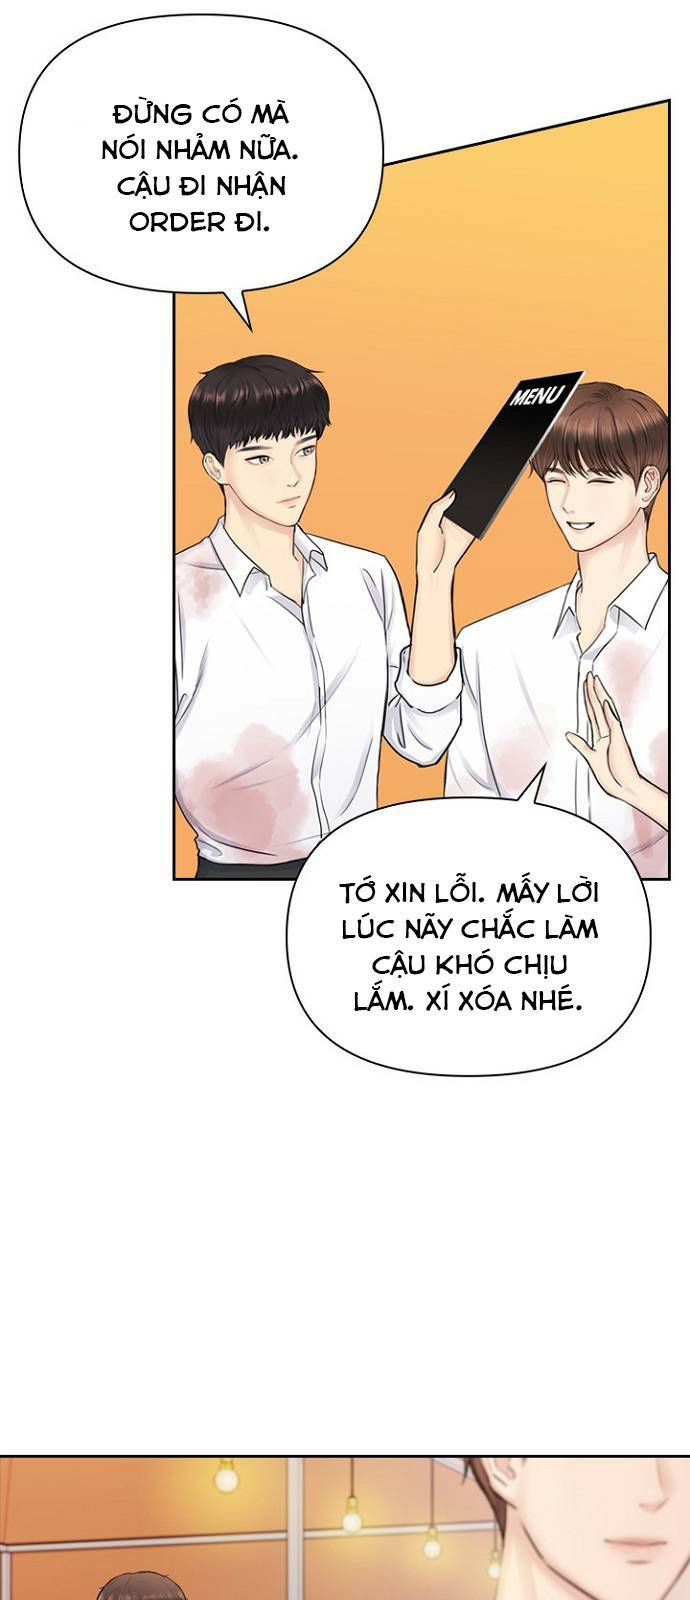 ĐỪNG CÓ MÀ
NÓI NHẢM NỮA.
CẬU ĐI NHẬN
ORDER ĐI.
MENU
TỚ XIN LỖI. MẤY LỜI
LÚC NÃY CHẮC LÀM
CẬU KHÓ CHỊU
LẮM. XÍ XÓA NHÉ.